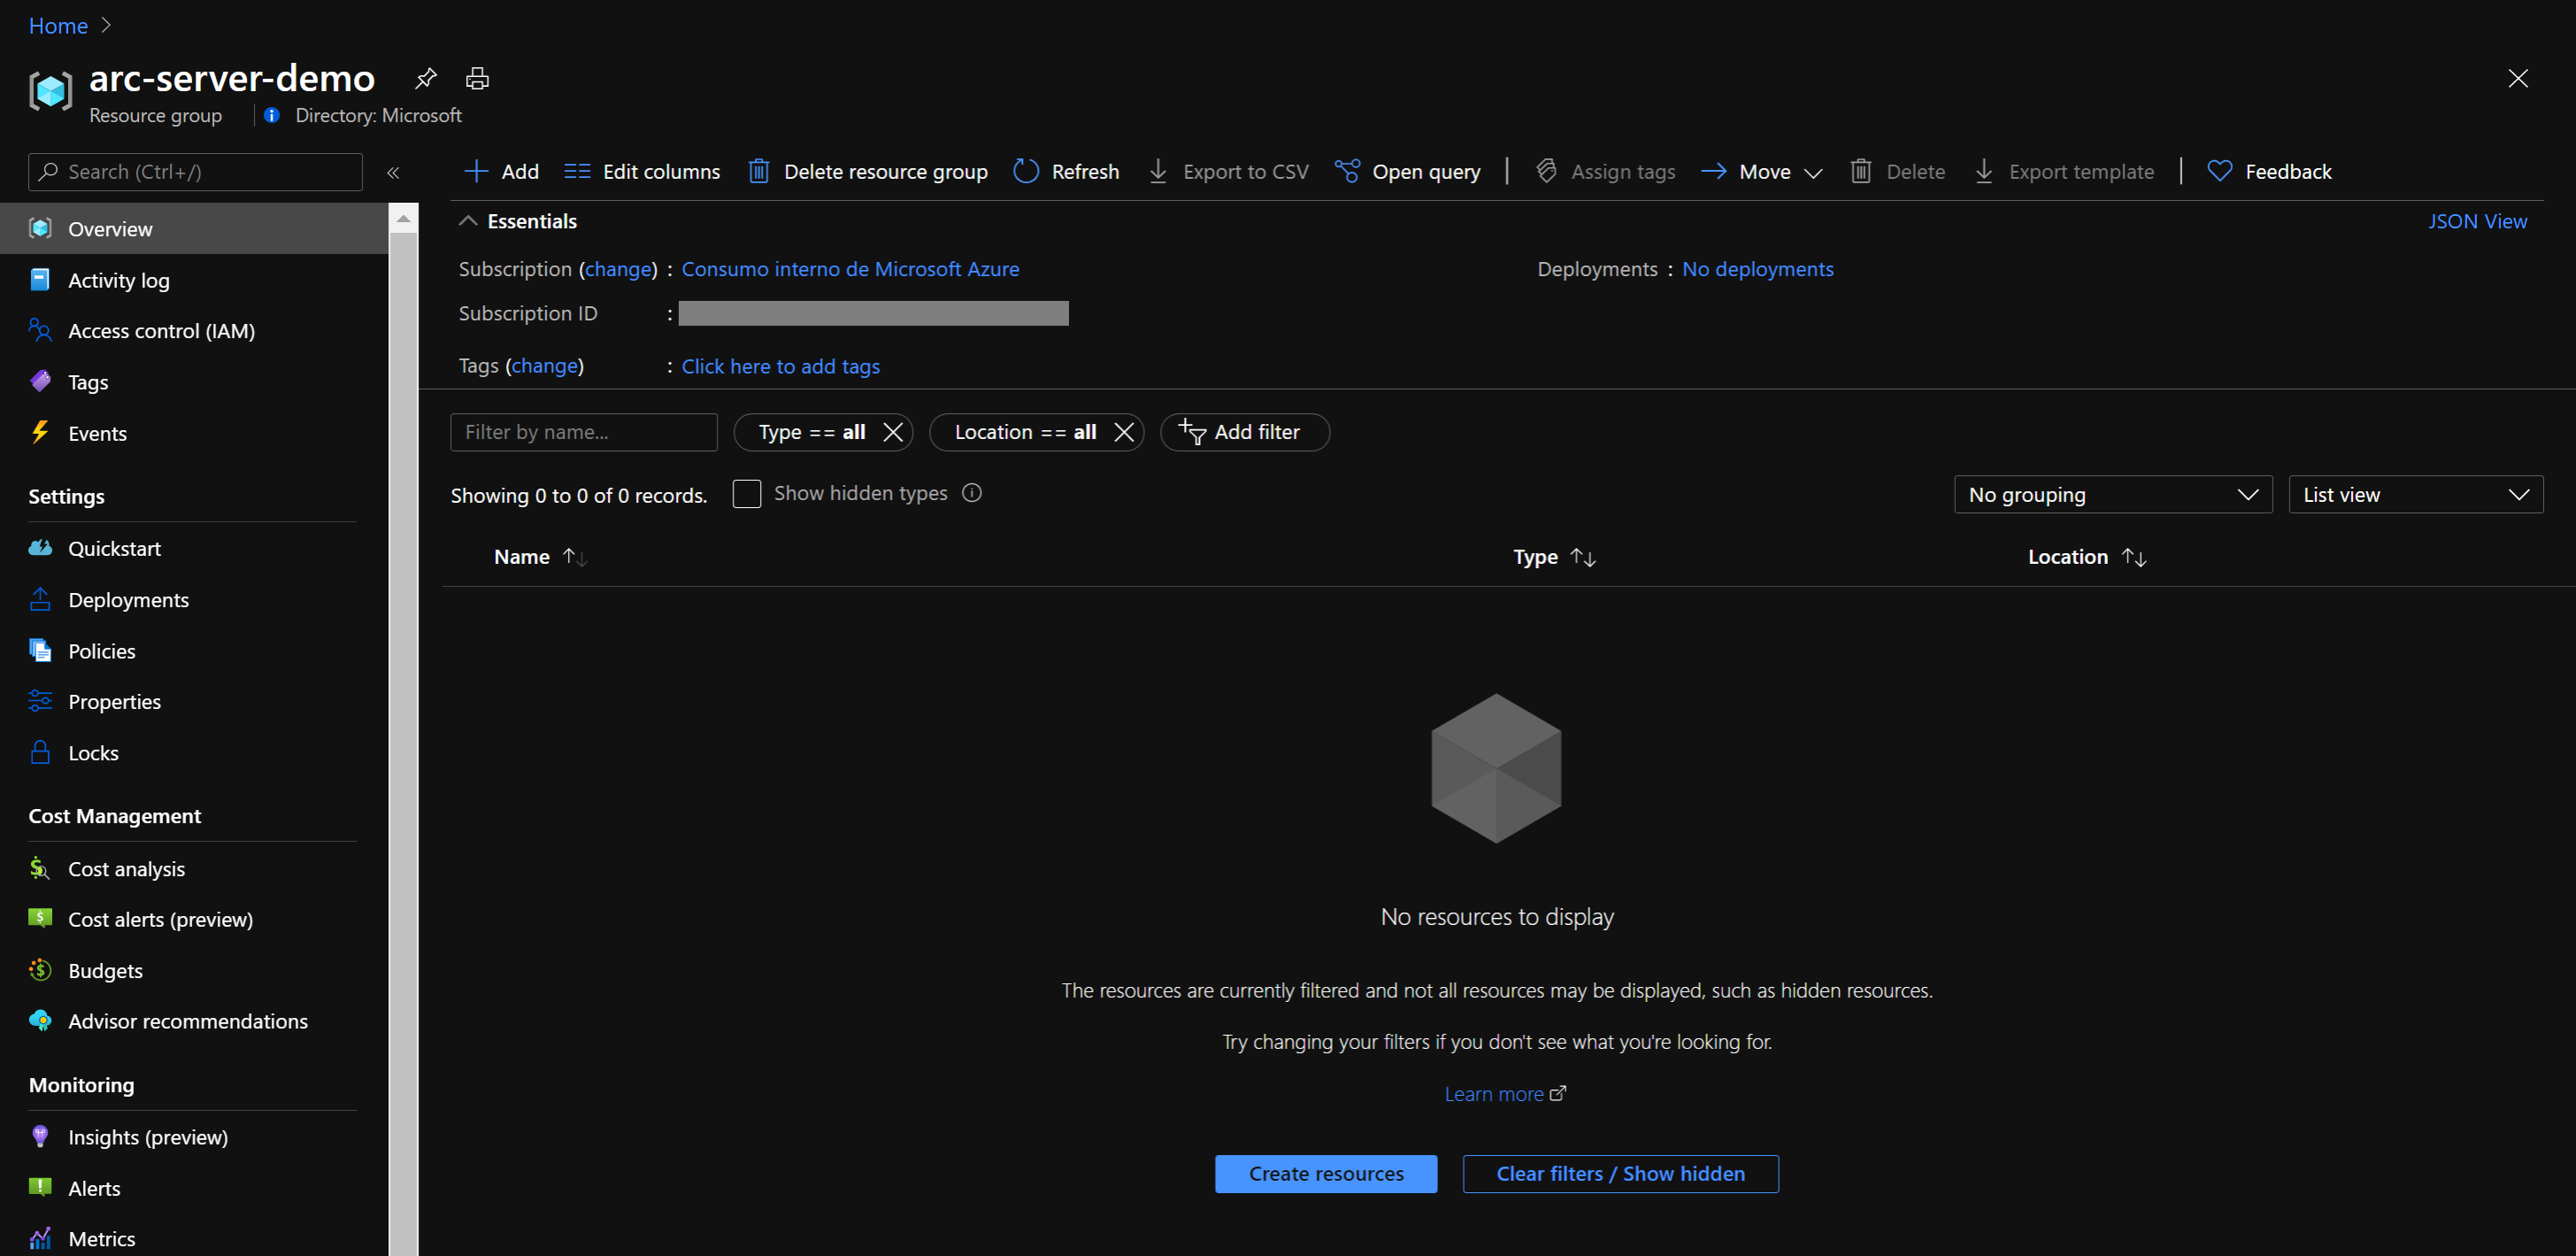 Home >
arc-server-demo
Resource group | Directory: Microsoft
Search (Ctrl+/) «
Add Edit columns Delete resource group Refresh Export to CSV Open query | Assign tags Move Delete Export template | Feedback
Overview
Activity log
Access control (IAM)
Tags
Events
Settings
Quickstart
Deployments
Policies
Properties
Locks
Cost Management
Cost analysis
Cost alerts (preview)
Budgets
Advisor recommendations
Monitoring
Insights (preview)
Alerts
Metrics
Essentials
JSON View
Subscription (change) : Consumo interno de Microsoft Azure
Deployments : No deployments
Subscription ID :
Tags (change) : Click here to add tags
Filter by name... Type == all Location == all Add filter
Showing 0 to 0 of 0 records. Show hidden types
No grouping List view
Name Type Location
No resources to display
The resources are currently filtered and not all resources may be displayed, such as hidden resources.
Try changing your filters if you don't see what you're looking for.
Learn more
Create resources Clear filters / Show hidden